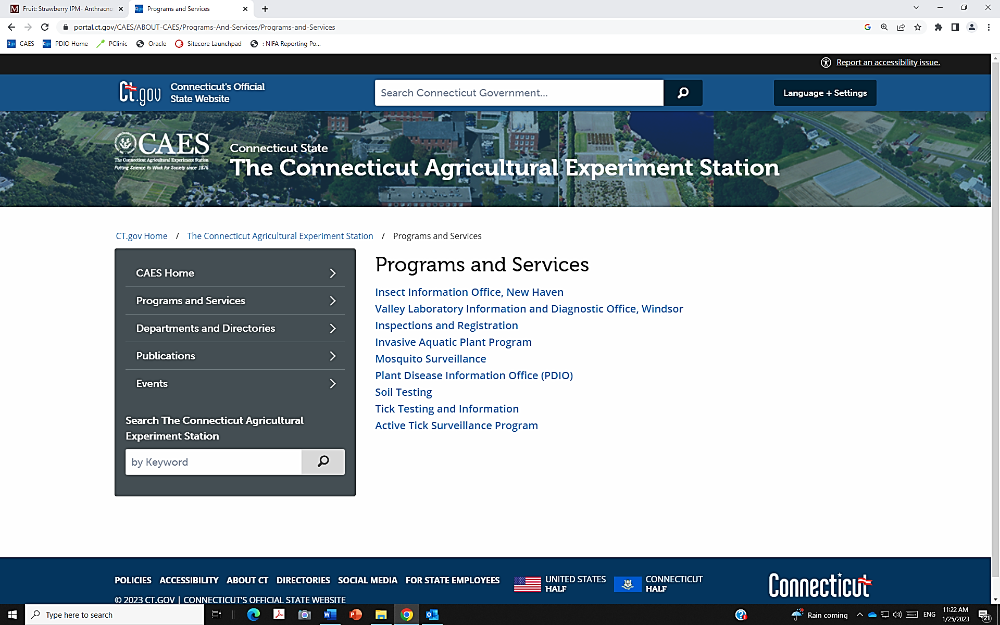 Fruit: Strawberry IPM- Anthracno
Programs and Services
portal.ct.gov/CAES/ABOUT-CAES/Programs-And-Services/Programs-and-Services
CAES PDIO Home PClinic Oracle Sitecore Launchpad : NIFA Reporting Po...
Report an accessibility issue.
Ct.gov
Connecticut's Official
State Website
Search Connecticut Government...
Language + Settings
CAES
The Connecticut Agricultural Experiment Station
Putting Science to Work for Society since 1875
Connecticut State
The Connecticut Agricultural Experiment Station
CT.gov Home / The Connecticut Agricultural Experiment Station / Programs and Services
CAES Home
Programs and Services
Departments and Directories
Publications
Events
Search The Connecticut Agricultural
Experiment Station
by Keyword
Programs and Services
Insect Information Office, New Haven
Valley Laboratory Information and Diagnostic Office, Windsor
Inspections and Registration
Invasive Aquatic Plant Program
Mosquito Surveillance
Plant Disease Information Office (PDIO)
Soil Testing
Tick Testing and Information
Active Tick Surveillance Program
POLICIES ACCESSIBILITY ABOUT CT DIRECTORIES SOCIAL MEDIA FOR STATE EMPLOYEES
UNITED STATES
HALF
CONNECTICUT
HALF
Connecticut
© 2023 CT.GOV | CONNECTICUT'S OFFICIAL STATE WEBSITE
Type here to search
Rain coming
ENG
11:22 AM
1/25/2023
21